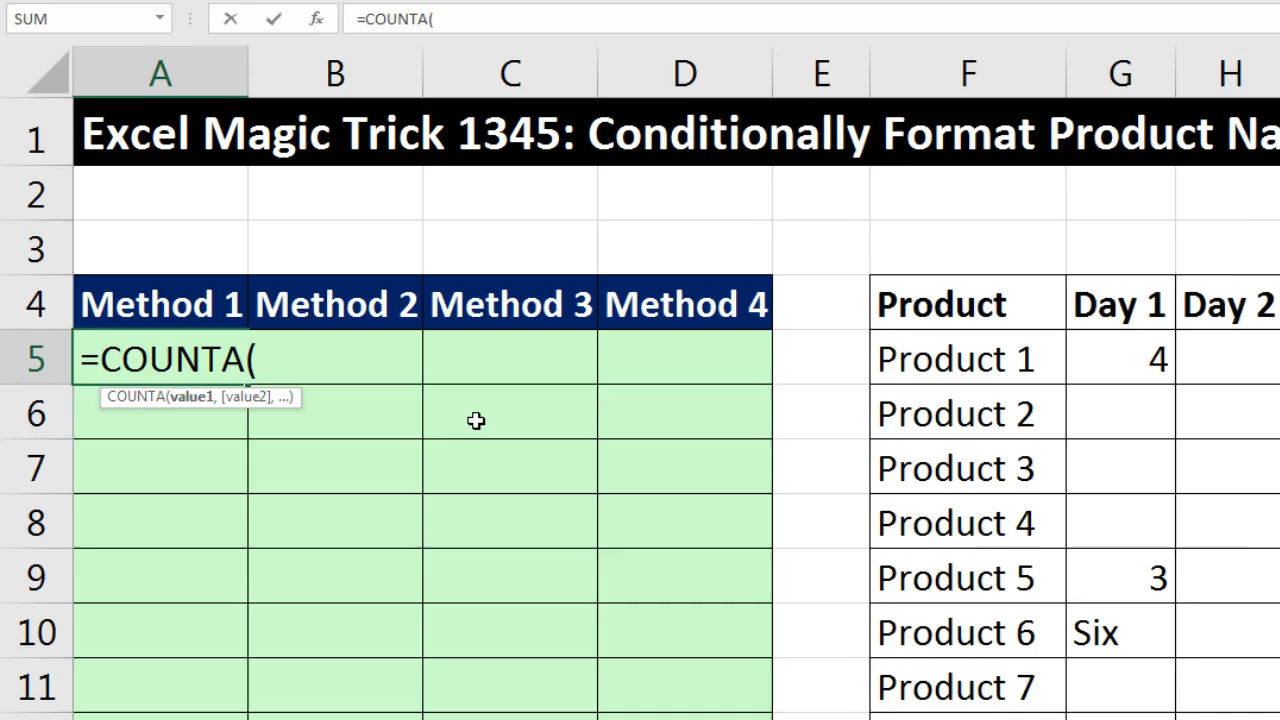 SUM fx =COUNTA(
A B C D E F G H
1 Excel Magic Trick 1345: Conditionally Format Product Na
2
3
4 Method 1 Method 2 Method 3 Method 4 Product Day 1 Day 2
5 =COUNTA( Product 1 4
COUNTA(value1, [value2], ...)
6 Product 2
7 Product 3
8 Product 4
9 Product 5 3
10 Product 6 Six
11 Product 7